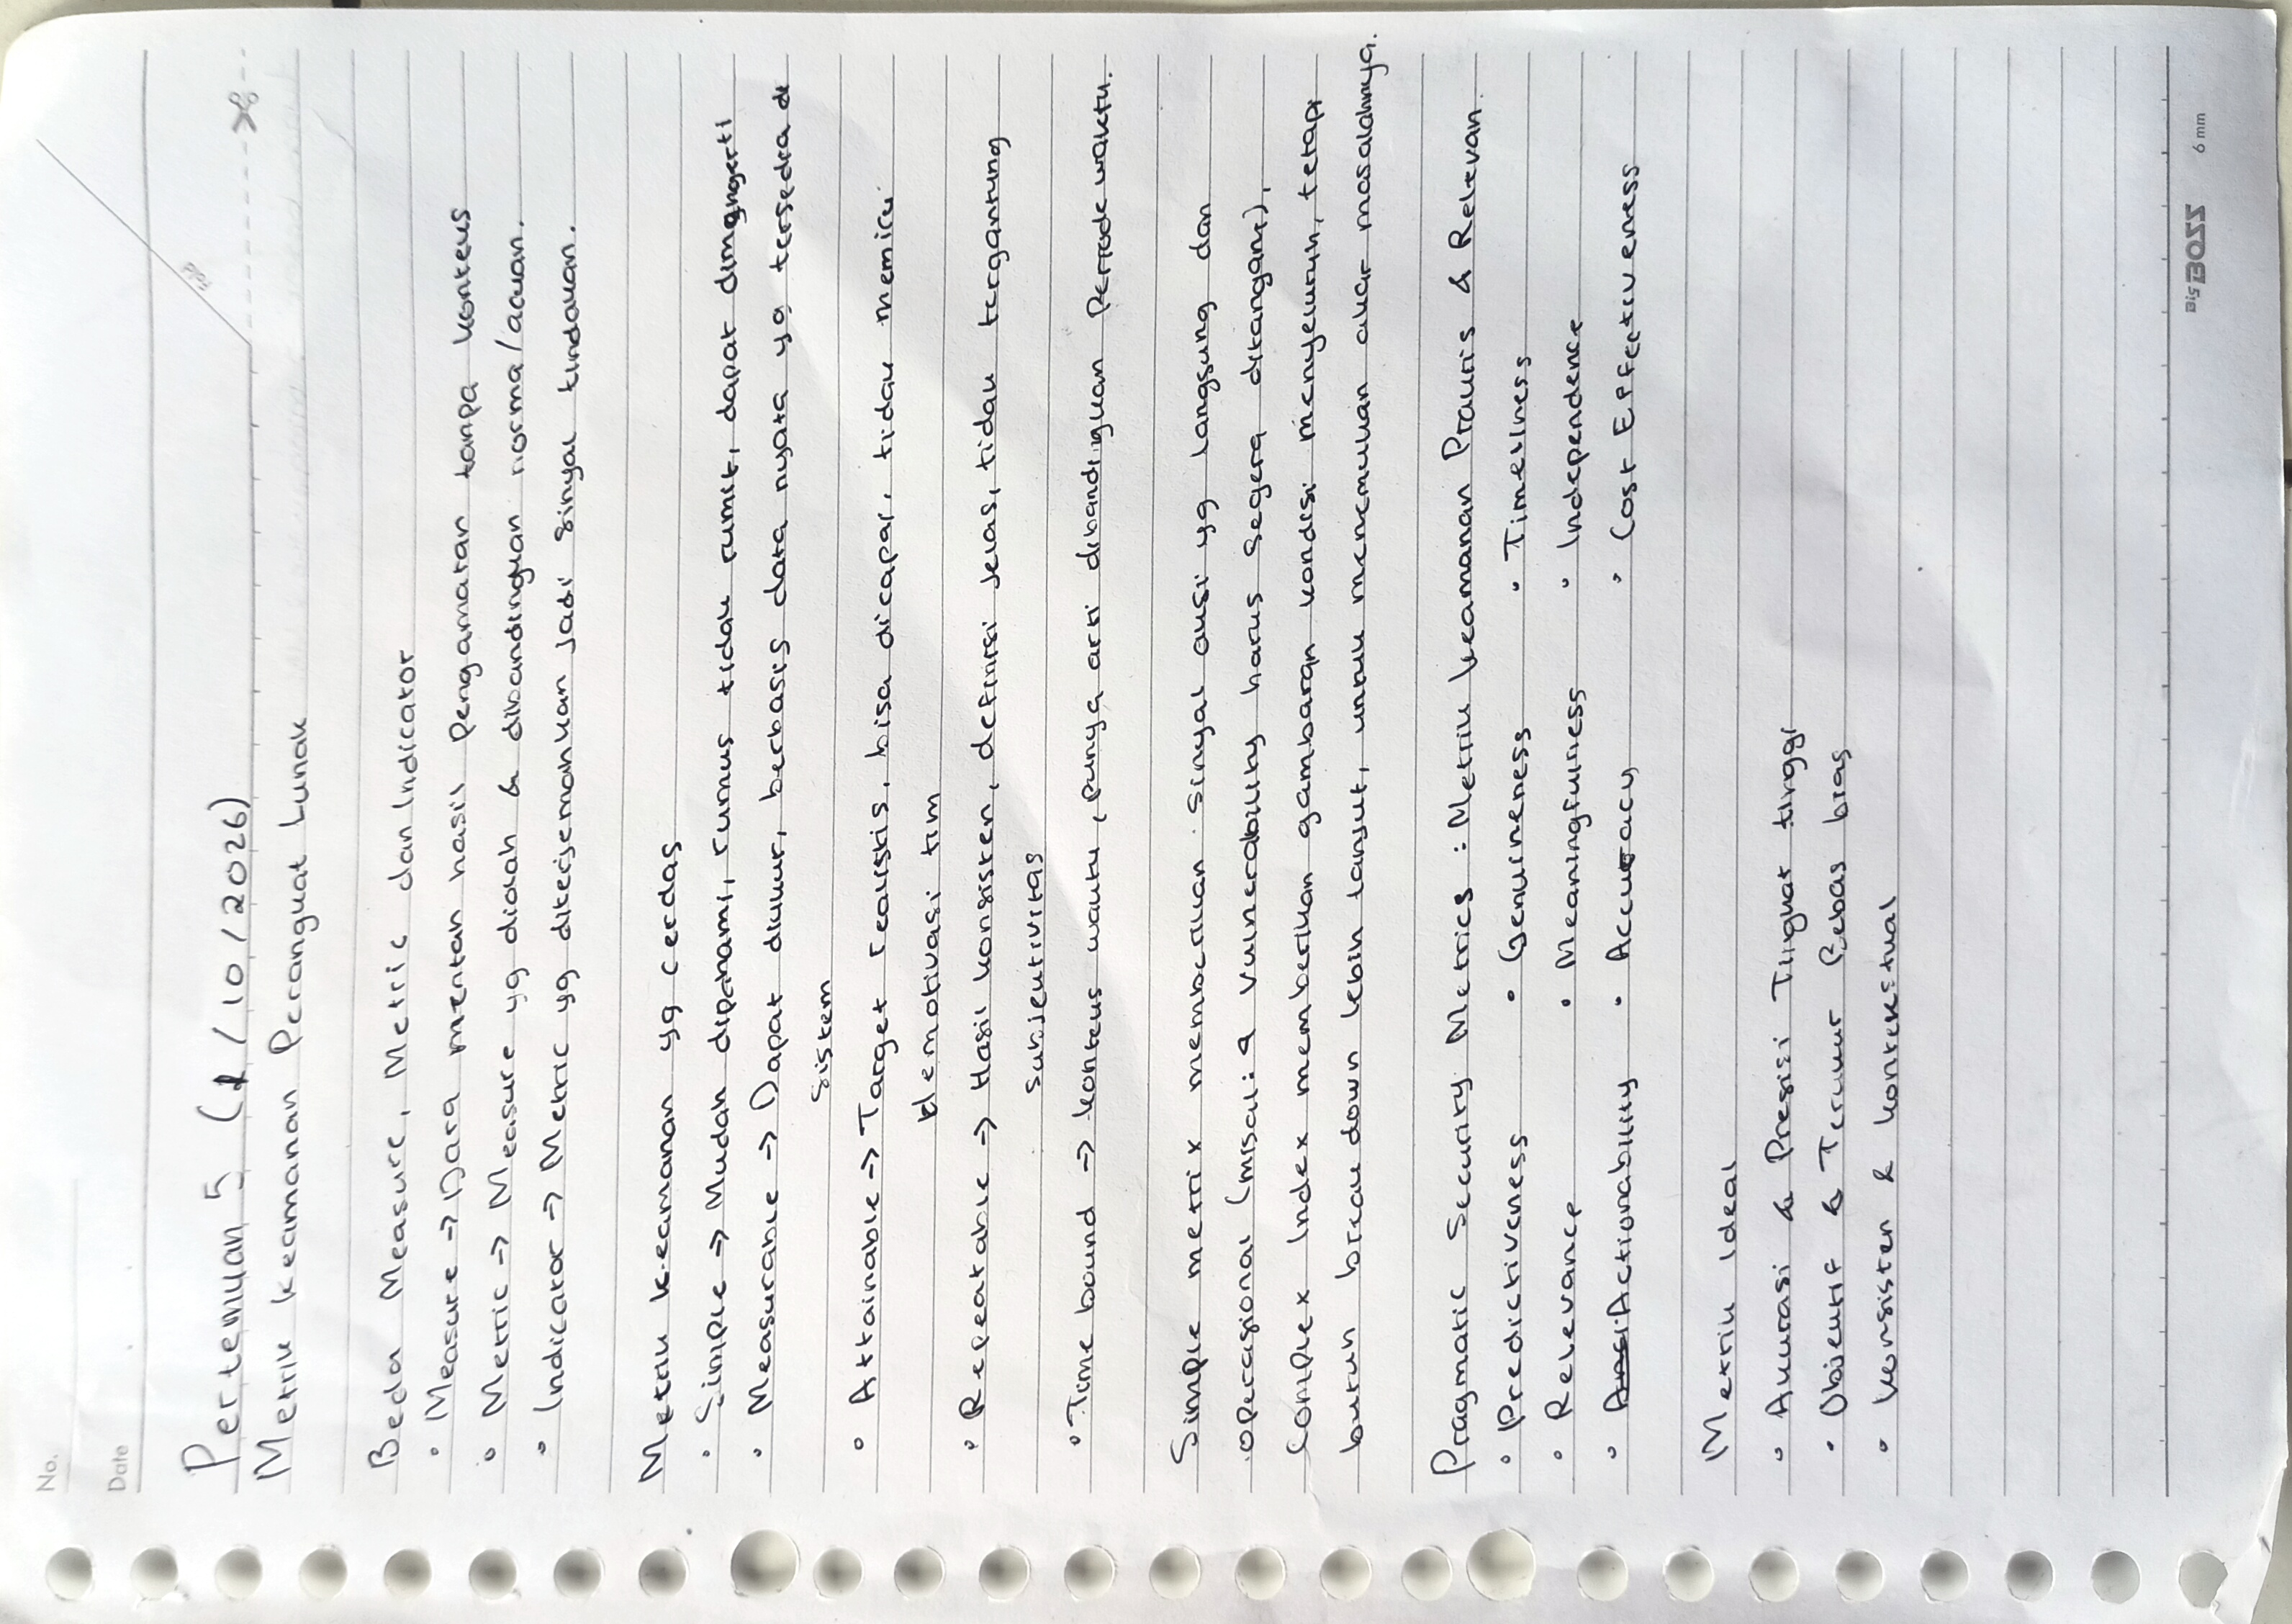 No.
Date
Fold
Pertemuan 5 (1/10/2026)
Metrik Keamanan Perangkat Lunak
Beda Measure, Metric dan Indicator
• Measure -> Data mentah hasil pengamatan tanpa konteks
• Metric -> Measure yg diolah & dibandingkan norma/acuan.
• Indicator -> Metric yg diterjemahkan jadi sinyal tindakan.
Metrik keamanan yg cerdas
• Simple -> Mudah dipahami, rumus tidak rumit, dapat dimengerti
• Measurable -> Dapat diukur, berbasis data nyata yg tersedia di
sistem
• Attainable -> Target realistis, bisa dicapai, tidak memicu
demotivasi tim
• Repeatable -> Hasil konsisten, definisi jelas, tidak tergantung
subjektivitas
• Time bound -> konteks waktu, punya arti dibandingkan periode waktu.
Simple metrix memberikan sinyal aksi yg langsung dan
operasional (misal: 9 vulnerability harus segera ditangani),
Complex Index memberikan gambaran kondisi menyeluruh, tetapi
butuh breakdown lebih lanjut, untuk menemukan akar masalahnya.
Pragmatic Security Metrics : Metrik keamanan Praktis & Relevan.
• Predictiveness • Genuineness • Timeliness
• Relevance • Meaningfulness • Independence
• Actionability • Accuracy • Cost Effectiveness
Metrik Ideal
• Akurasi & Presisi Tingkat tinggi
• Objektif & Terukur Bebas bias
• Konsisten & kontekstual
Big BOSS 6 mm